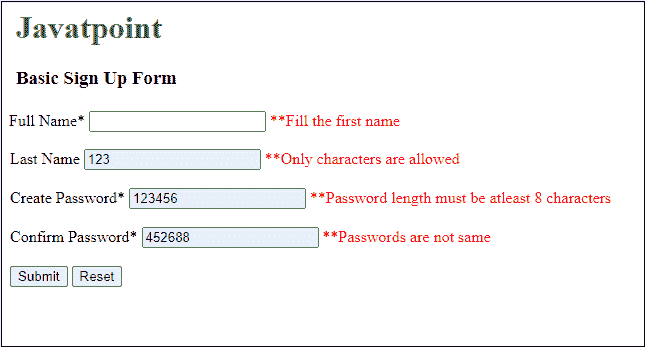 Javatpoint
Basic Sign Up Form
Full Name* **Fill the first name
Last Name 123 **Only characters are allowed
Create Password* 123456 **Password length must be atleast 8 characters
Confirm Password* 452688 **Passwords are not same
Submit Reset